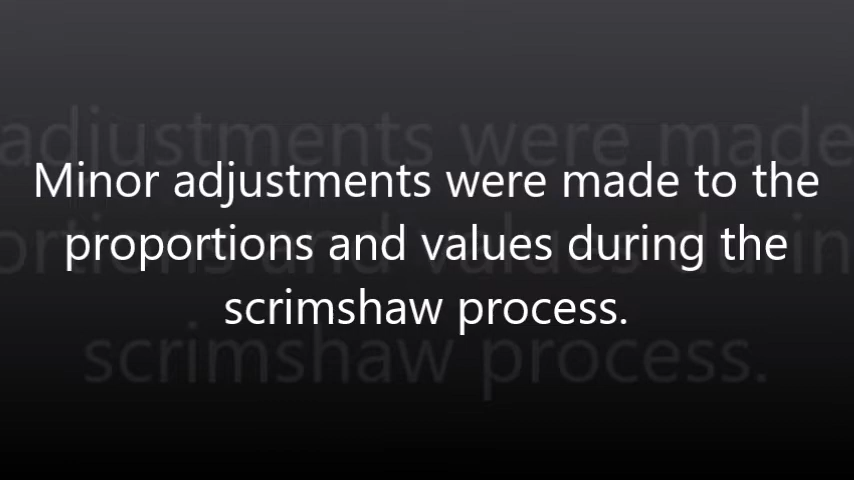 Minor adjustments were made to the
proportions and values during the
scrimshaw process.